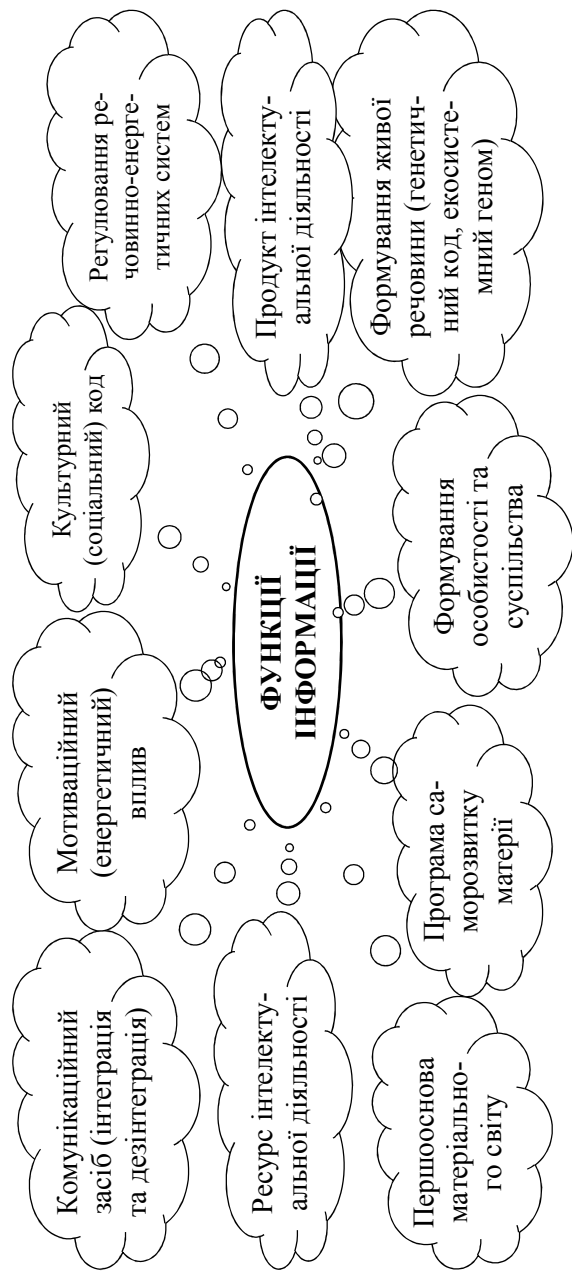 Комунікаційний
засіб (інтеграція
та дезінтеграція)
Мотиваційний
(енергетичний)
вплив
Культурний
(соціальний) код
Регулювання ре-
човинно-енерге-
тичних систем
Ресурс інтелекту-
альної діяльності
ФУНКЦІЇ
ІНФОРМАЦІЇ
Продукт інтелекту-
альної діяльності
Першооснова
матеріально-
го світу
Програма са-
морозвитку
матерії
Формування
особистості та
суспільства
Формування живої
речовини (генетич-
ний код, екосисте-
мний геном)